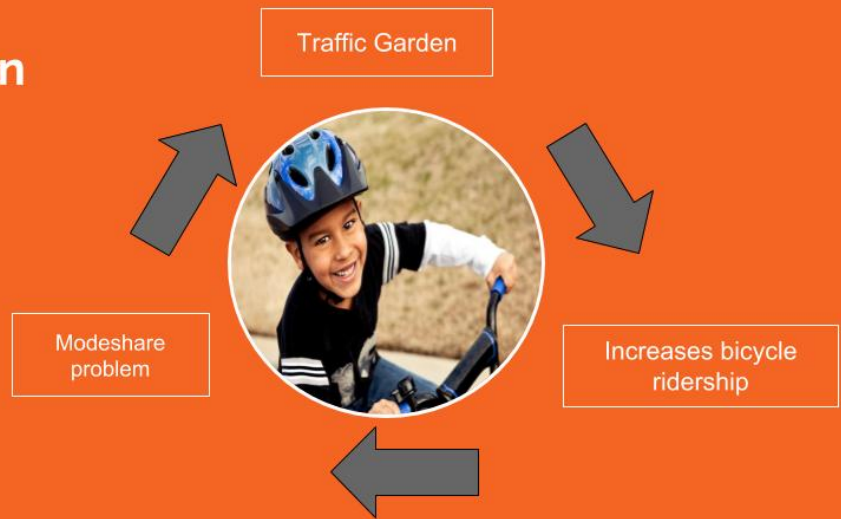 Traffic Garden
n
Modeshare
problem
Increases bicycle
ridership